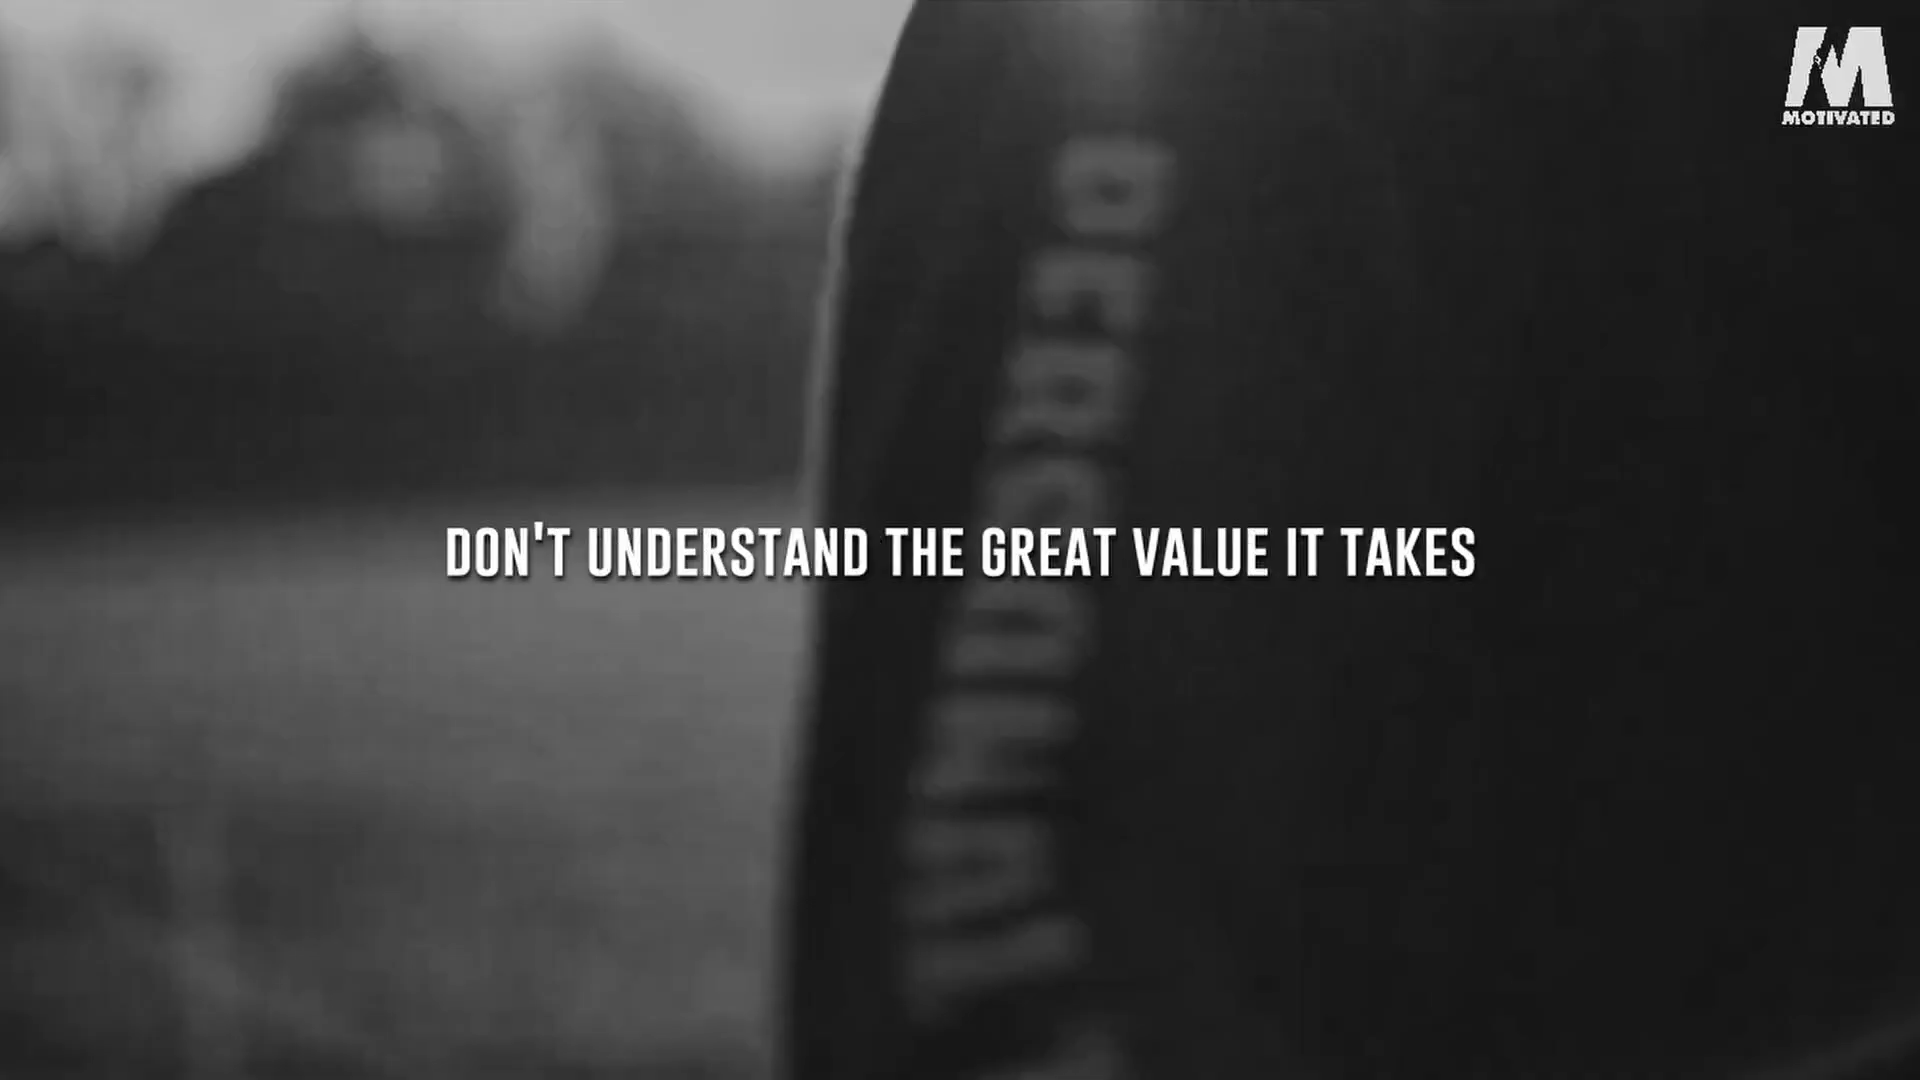 MOTIVATED
DON'T UNDERSTAND THE GREAT VALUE IT TAKES